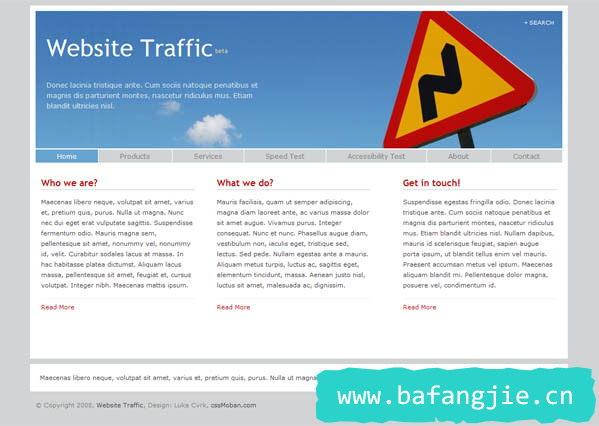 + SEARCH
Website Traffic beta
Donec lacinia tristique ante. Cum sociis natoque penatibus et
magnis dis parturient montes, nascetur ridiculus mus. Etiam
blandit ultricies nisl.
Home Products Services Speed Test Accessibility Test About Contact
Who we are?
Maecenas libero neque, volutpat sit amet, varius
et, pretium quis, purus. Nulla ut magna. Nunc
nec dui eget erat vulputate sagittis. Suspendisse
fermentum odio. Mauris magna sem,
pellentesque sit amet, nonummy vel, nonummy
id, velit. Curabitur sodales lacus at massa. In
hac habitasse platea dictumst. Aliquam lacus
massa, pellentesque sit amet, feugiat et, cursus
volutpat. Integer nibh. Maecenas mattis ipsum.
Read More
What we do?
Mauris facilisis, quam ut semper adipiscing,
magna diam laoreet ante, ac varius massa dolor
sit amet augue. Vivamus purus. Integer
consequat. Nunc et nunc. Phasellus augue diam,
vestibulum non, iaculis eget, tristique sed,
lectus. Sed pede. Nullam egestas ante a mauris.
Aliquam metus turpis, luctus ac, sagittis eget,
elementum tincidunt, massa. Aenean justo nisl,
luctus sit amet, malesuada ac, dignissim.
Read More
Get in touch!
Suspendisse egestas fringilla odio. Donec lacinia
tristique ante. Cum sociis natoque penatibus et
magnis dis parturient montes, nascetur ridiculus
mus. Etiam blandit ultricies nisl. Nullam dapibus,
mauris id scelerisque feugiat, sapien augue
porta ipsum, ut blandit tellus enim vel mauris.
Praesent accumsan metus vel ipsum. Maecenas
aliquam blandit mi. Pellentesque dolor magna,
posuere vel, condimentum id.
Read More
Maecenas libero neque, volutpat sit amet, varius et, pretium quis, purus. Nulla ut magna
© Copyright 2008, Website Traffic, Design: Luke Cvrk, cssMoban.com
www.bafangjie.cn